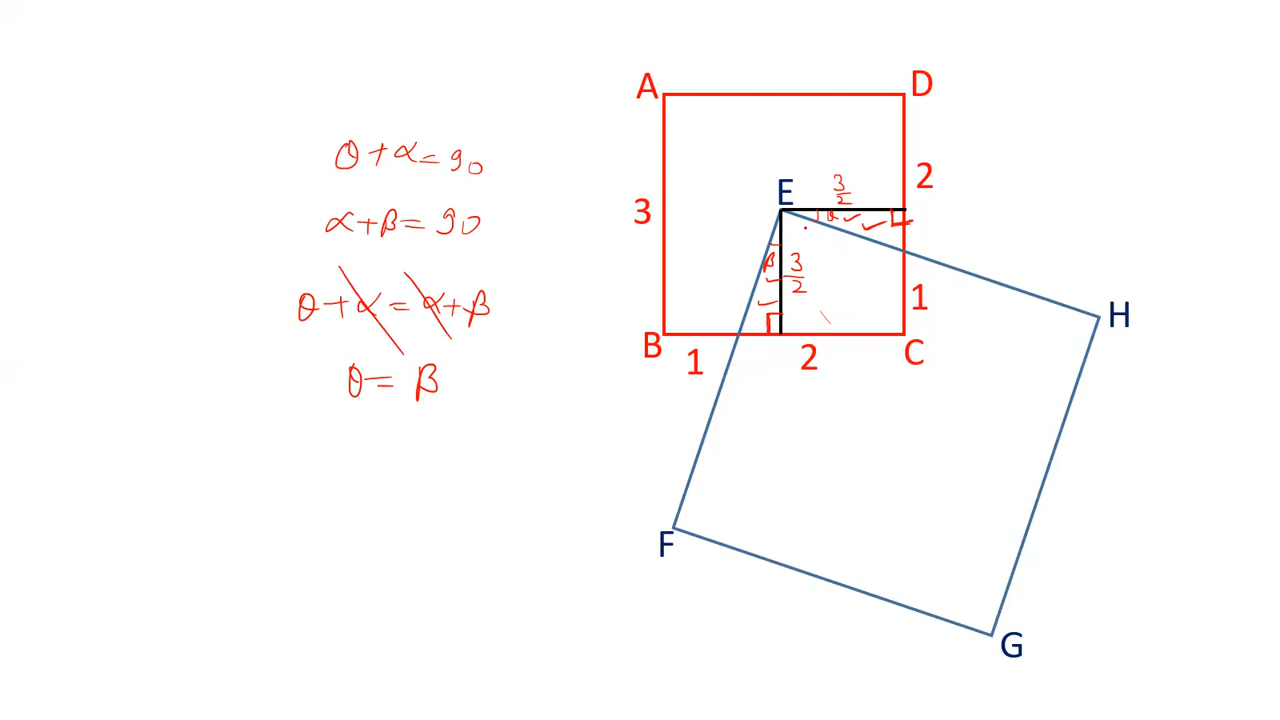 θ + α = 90
α + β = 90
θ + α = α + β
θ = β
A
D
3
2
E
3/2
θ
β
3/2
1
B
1
2
C
H
F
G